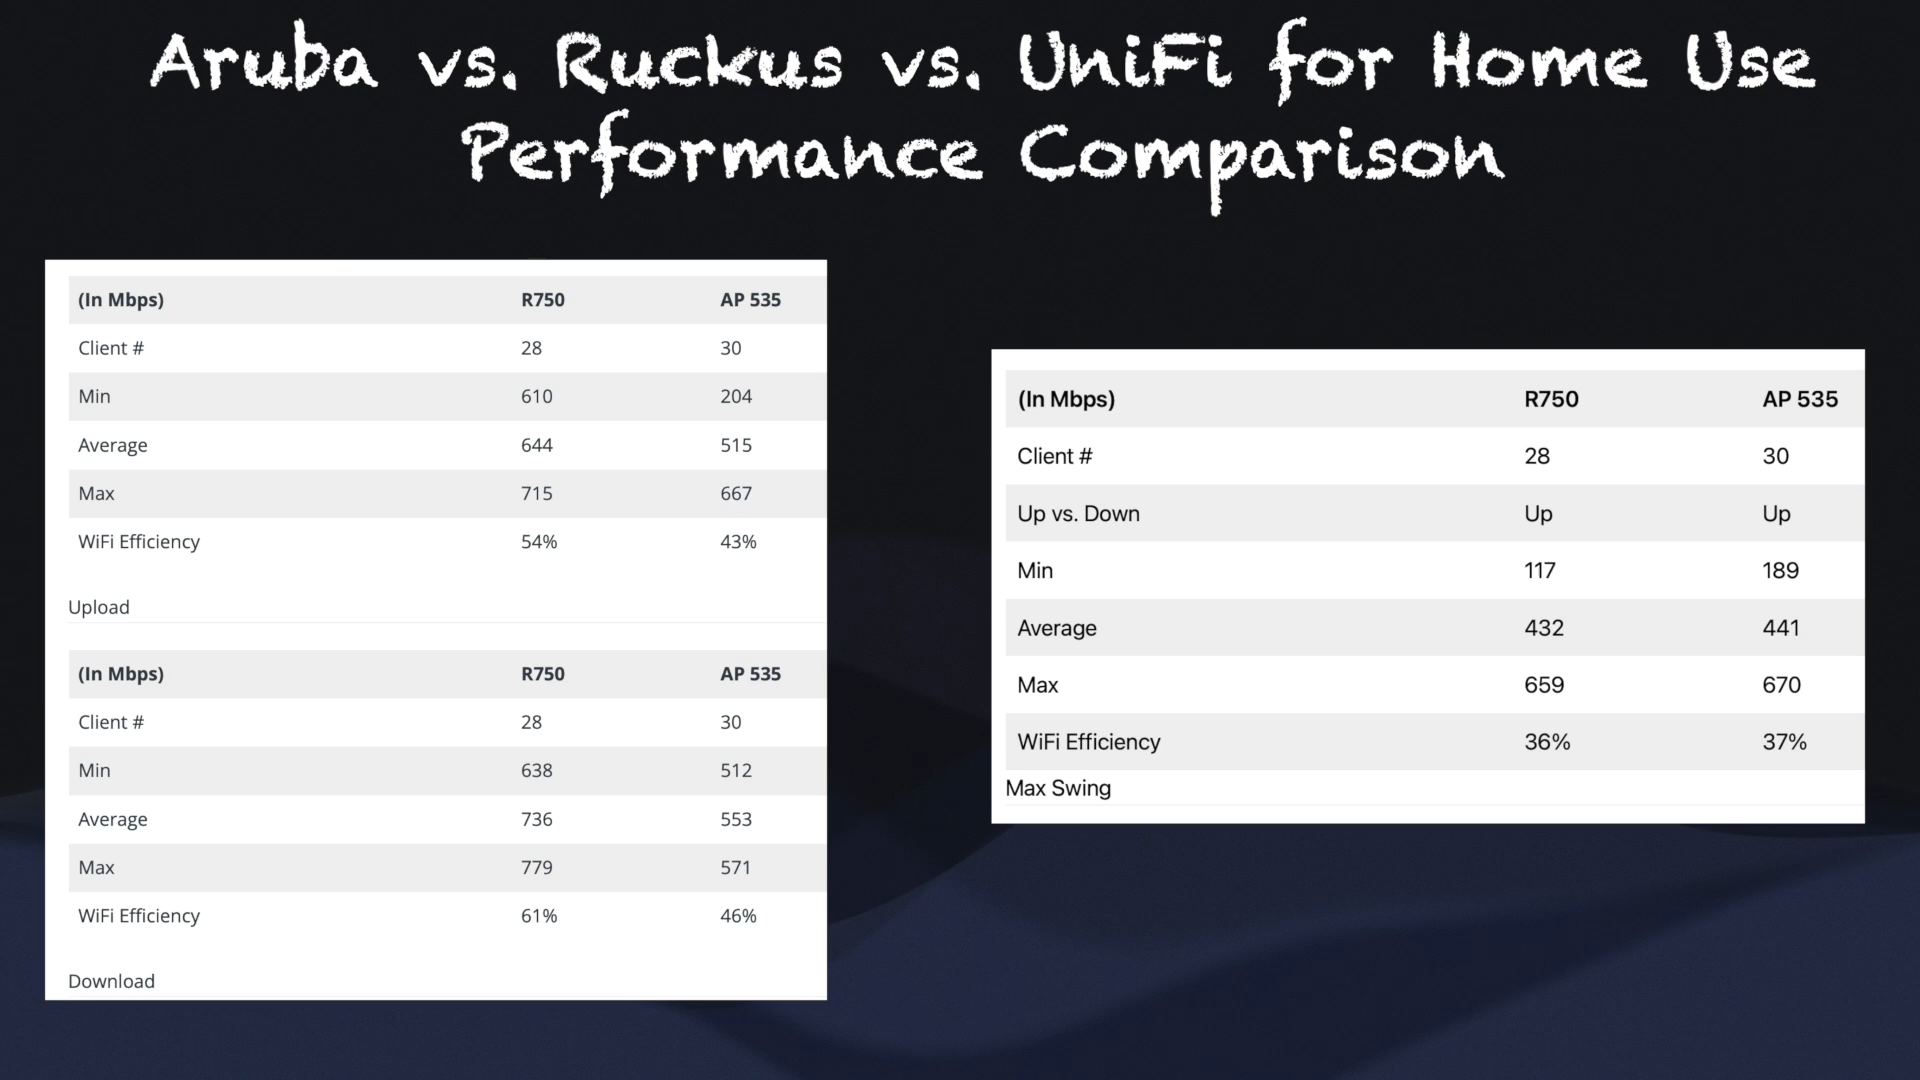 Aruba vs. Ruckus vs. UniFi for Home Use
Performance Comparison
(In Mbps) R750 AP 535
Client # 28 30
Min 610 204
Average 644 515
Max 715 667
WiFi Efficiency 54% 43%
Upload
(In Mbps) R750 AP 535
Client # 28 30
Min 638 512
Average 736 553
Max 779 571
WiFi Efficiency 61% 46%
Download
(In Mbps) R750 AP 535
Client # 28 30
Up vs. Down Up Up
Min 117 189
Average 432 441
Max 659 670
WiFi Efficiency 36% 37%
Max Swing